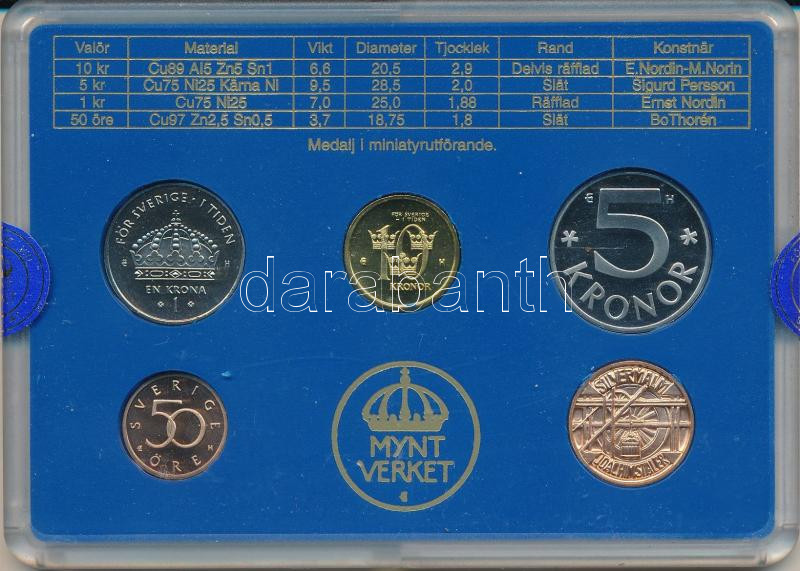 Valör Material Vikt Diameter Tjocklek Rand Konstnär
10 kr Cu89 Al5 Zn5 Sn1 6,6 20,5 2,9 Delvis räfflad E.Nordin-M.Norin
5 kr Cu75 Ni25 Kärna Ni 9,5 28,5 2,0 Slät Sigurd Persson
1 kr Cu75 Ni25 7,0 25,0 1,88 Räfflad Ernst Nordin
50 öre Cu97 Zn2,5 Sn0,5 3,7 18,75 1,8 Slät BoThorén
Medalj i miniatyrutförande.
FÖR SVERIGE · I TIDEN
E H
EN KRONA
1
FÖR SVERIGE
– I TIDEN
10
E H
KRONOR
E H
5
KRONOR
darabanth
SVERIGE
50
E H
ÖRE
MYNT
VERKET
SILVERMALM
JOACHIMSTALER